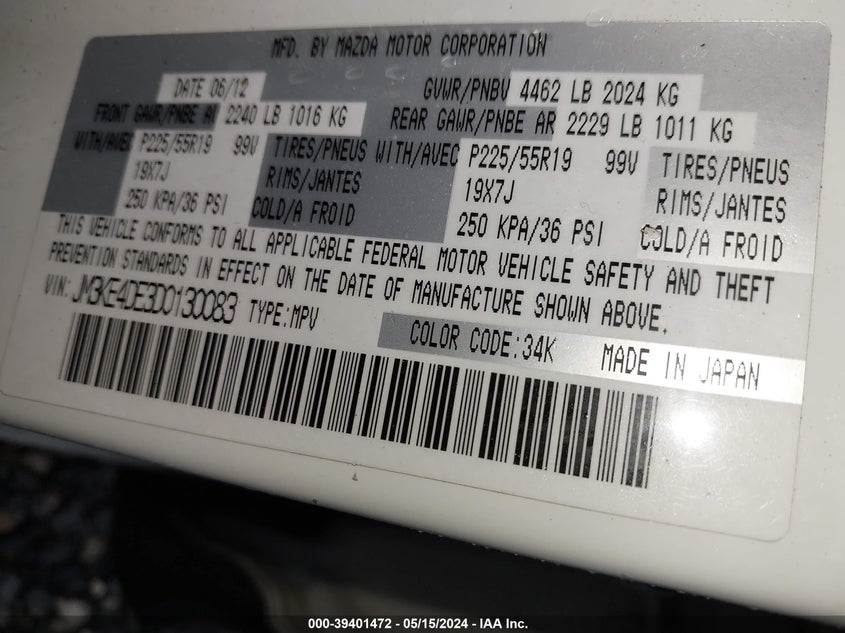 MFD. BY MAZDA MOTOR CORPORATION
DATE 06/12 GVWR/PNBV 4462 LB 2024 KG
FRONT GAWR/PNBE AV 2240 LB 1016 KG REAR GAWR/PNBE AR 2229 LB 1011 KG
WITH/AVEC P225/55R19 99V TIRES/PNEUS WITH/AVEC P225/55R19 99V TIRES/PNEUS
19X7J RIMS/JANTES 19X7J RIMS/JANTES
250 KPA/36 PSI COLD/A FROID 250 KPA/36 PSI COLD/A FROID
THIS VEHICLE CONFORMS TO ALL APPLICABLE FEDERAL MOTOR VEHICLE SAFETY AND THEFT
PREVENTION STANDARDS IN EFFECT ON THE DATE OF MANUFACTURE SHOWN ABOVE.
VIN: JM3KE4DE3D0130083 TYPE:MPV
COLOR CODE:34K MADE IN JAPAN
000-39401472 - 05/15/2024 - IAA Inc.